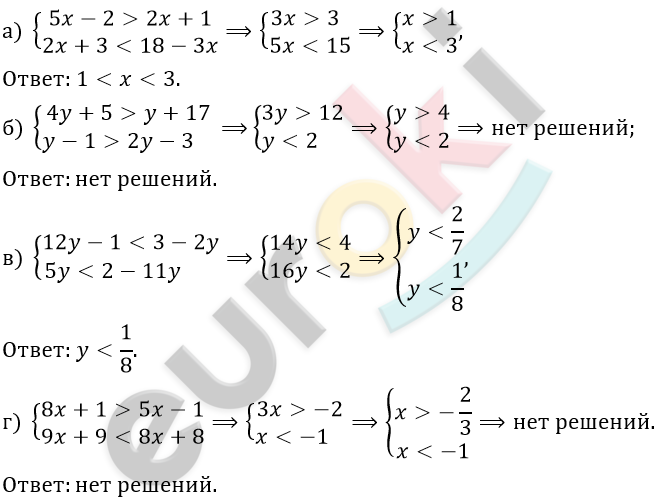 а) {5x − 2 > 2x + 1 ⟹ {3x > 3 ⟹ {x > 1
{2x + 3 < 18 − 3x {5x < 15 {x < 3,
Ответ: 1 < x < 3.
б) {4y + 5 > y + 17 ⟹ {3y > 12 ⟹ {y > 4 ⟹ нет решений;
{y − 1 > 2y − 3 {y < 2 {y < 2
Ответ: нет решений.
в) {12y − 1 < 3 − 2y ⟹ {14y < 4 ⟹ {y < 2/7
{5y < 2 − 11y {16y < 2 {y < 1/8,
Ответ: y < 1/8.
г) {8x + 1 > 5x − 1 ⟹ {3x > −2 ⟹ {x > −2/3 ⟹ нет решений.
{9x + 9 < 8x + 8 {x < −1 {x < −1
Ответ: нет решений.
euroki